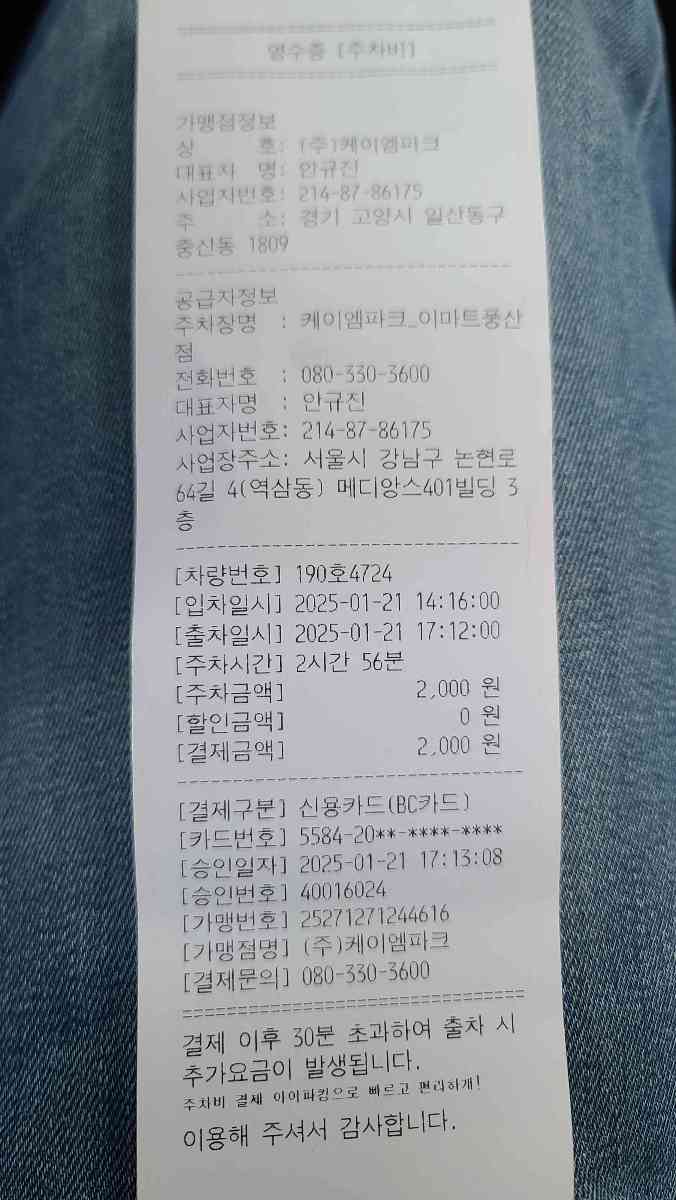 ================================
영수증 [주차비]
================================
가맹점정보
상      호: (주)케이엠파크
대표자  명: 안규진
사업자번호: 214-87-86175
주      소: 경기 고양시 일산동구
중신동 1809
--------------------------------
공급자정보
주차장명  : 케이엠파크_이마트풍산
점
전화번호  : 080-330-3600
대표자명  : 안규진
사업자번호: 214-87-86175
사업장주소: 서울시 강남구 논현로
64길 4(역삼동) 메디앙스401빌딩 3
층
--------------------------------
[차량번호] 190호4724
[입차일시] 2025-01-21 14:16:00
[출차일시] 2025-01-21 17:12:00
[주차시간] 2시간 56분
[주차금액] 2,000 원
[할인금액] 0 원
[결제금액] 2,000 원
--------------------------------
[결제구분] 신용카드(BC카드)
[카드번호] 5584-20**-****-****
[승인일자] 2025-01-21 17:13:08
[승인번호] 40016024
[가맹번호] 25271271244616
[가맹점명] (주)케이엠파크
[결제문의] 080-330-3600
================================
결제 이후 30분 초과하여 출차 시
추가요금이 발생됩니다.
주차비 결제 아이파킹으로 빠르고 편리하게!
이용해 주셔서 감사합니다.